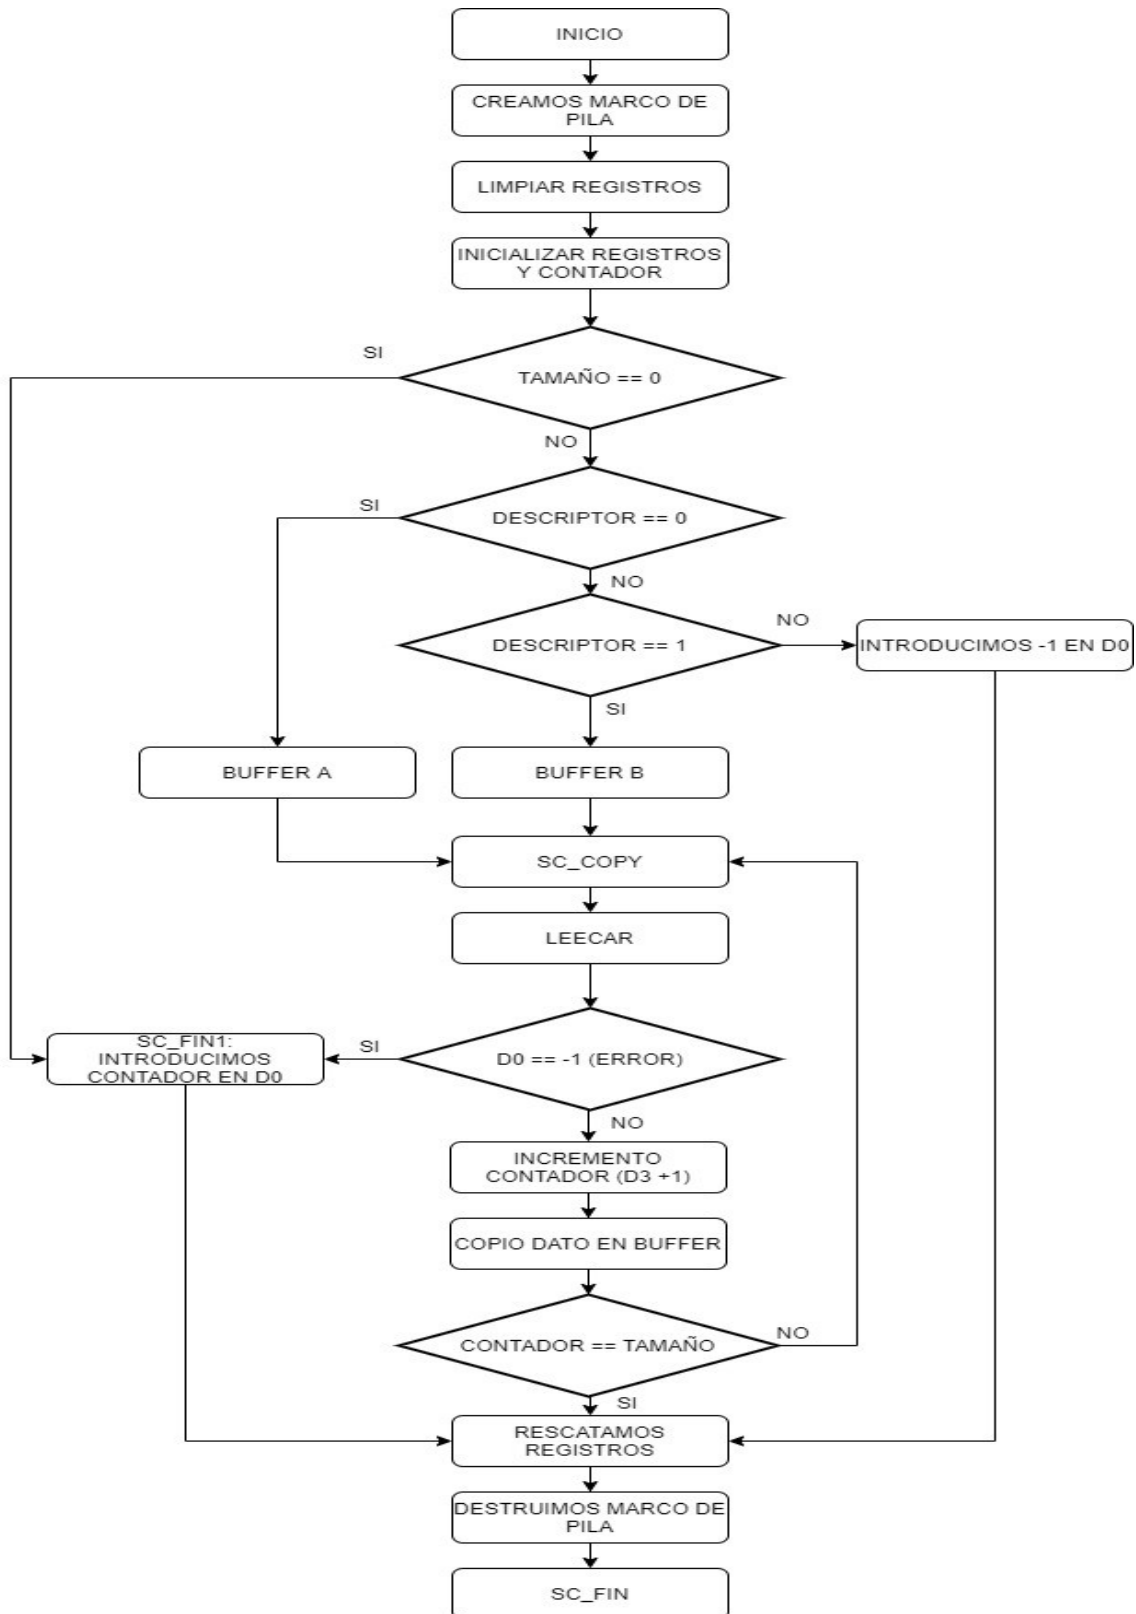 INICIO
CREAMOS MARCO DE
PILA
LIMPIAR REGISTROS
INICIALIZAR REGISTROS
Y CONTADOR
SI
TAMAÑO == 0
NO
SI
DESCRIPTOR == 0
NO
DESCRIPTOR == 1
NO
INTRODUCIMOS -1 EN D0
SI
BUFFER A
BUFFER B
SC_COPY
LEECAR
SC_FIN1:
INTRODUCIMOS
CONTADOR EN D0
SI
D0 == -1 (ERROR)
NO
INCREMENTO
CONTADOR (D3 +1)
COPIO DATO EN BUFFER
CONTADOR == TAMAÑO
NO
SI
RESCATAMOS
REGISTROS
DESTRUIMOS MARCO DE
PILA
SC_FIN